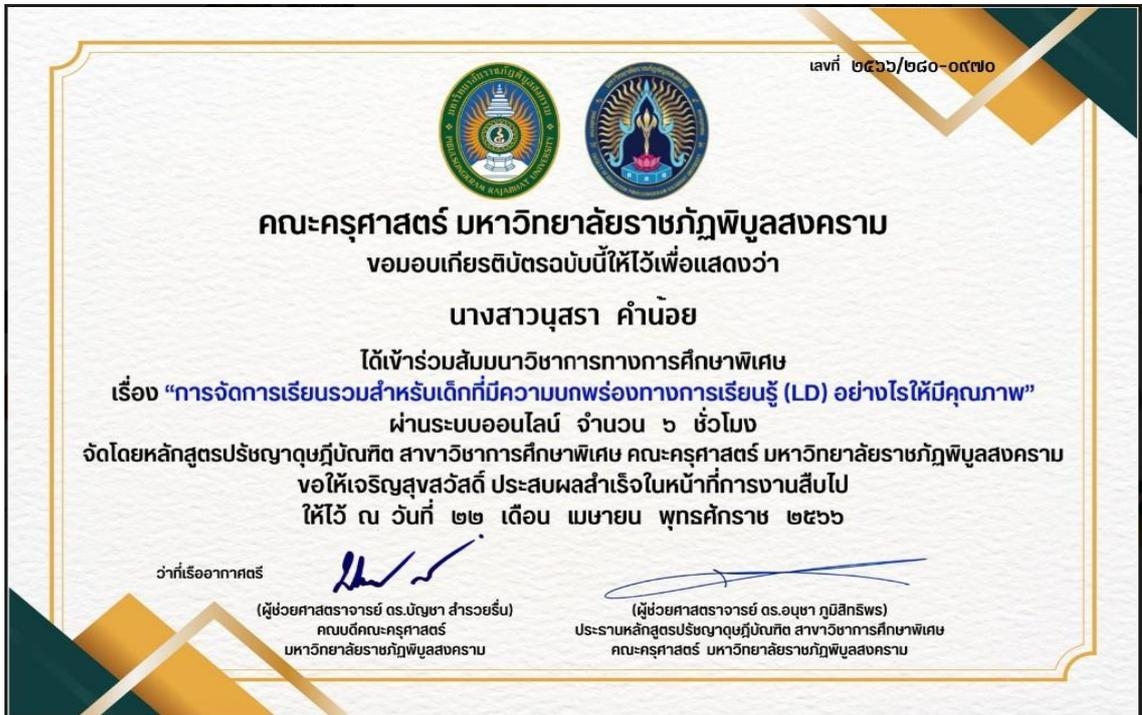 เลขที่ ๒๕๖๖/๒๘๐-๐๙๗๐
มหาวิทยาลัยราชภัฏพิบูลสงคราม
PIBULSONGKRAM RAJABHAT UNIVERSITY
คณะครุศาสตร์ มหาวิทยาลัยราชภัฏพิบูลสงคราม
ขอมอบเกียรติบัตรฉบับนี้ให้ไว้เพื่อแสดงว่า
นางสาวนุสรา คำน้อย
ได้เข้าร่วมสัมมนาวิชาการทางการศึกษาพิเศษ
เรื่อง “การจัดการเรียนรวมสำหรับเด็กที่มีความบกพร่องทางการเรียนรู้ (LD) อย่างไรให้มีคุณภาพ”
ผ่านระบบออนไลน์ จำนวน ๖ ชั่วโมง
จัดโดยหลักสูตรปรัชญาดุษฎีบัณฑิต สาขาวิชาการศึกษาพิเศษ คณะครุศาสตร์ มหาวิทยาลัยราชภัฏพิบูลสงคราม
ขอให้เจริญสุขสวัสดิ์ ประสบผลสำเร็จในหน้าที่การงานสืบไป
ให้ไว้ ณ วันที่ ๒๒ เดือน เมษายน พุทธศักราช ๒๕๖๖
ว่าที่เรืออากาศตรี
(ผู้ช่วยศาสตราจารย์ ดร.บัญชา สำรวยรื่น)
คณบดีคณะครุศาสตร์
มหาวิทยาลัยราชภัฏพิบูลสงคราม
(ผู้ช่วยศาสตราจารย์ ดร.อนุชา ภูมิสิทธิพร)
ประธานหลักสูตรปรัชญาดุษฎีบัณฑิต สาขาวิชาการศึกษาพิเศษ
คณะครุศาสตร์ มหาวิทยาลัยราชภัฏพิบูลสงคราม